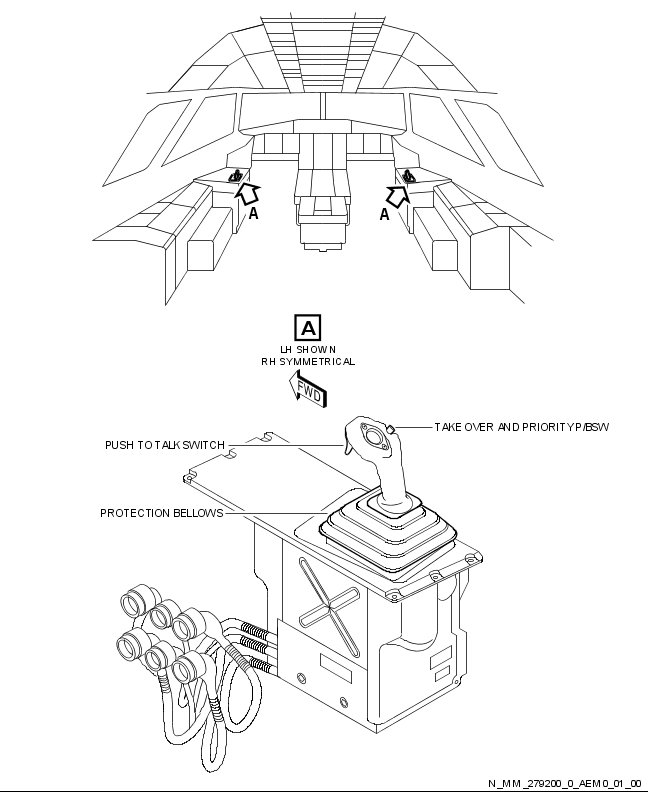 A
A
A
LH SHOWN
RH SYMMETRICAL
FWD
TAKE OVER AND PRIORITY P/BSW
PUSH TO TALK SWITCH
PROTECTION BELLOWS
N_MM_279200_0_AEM0_01_00